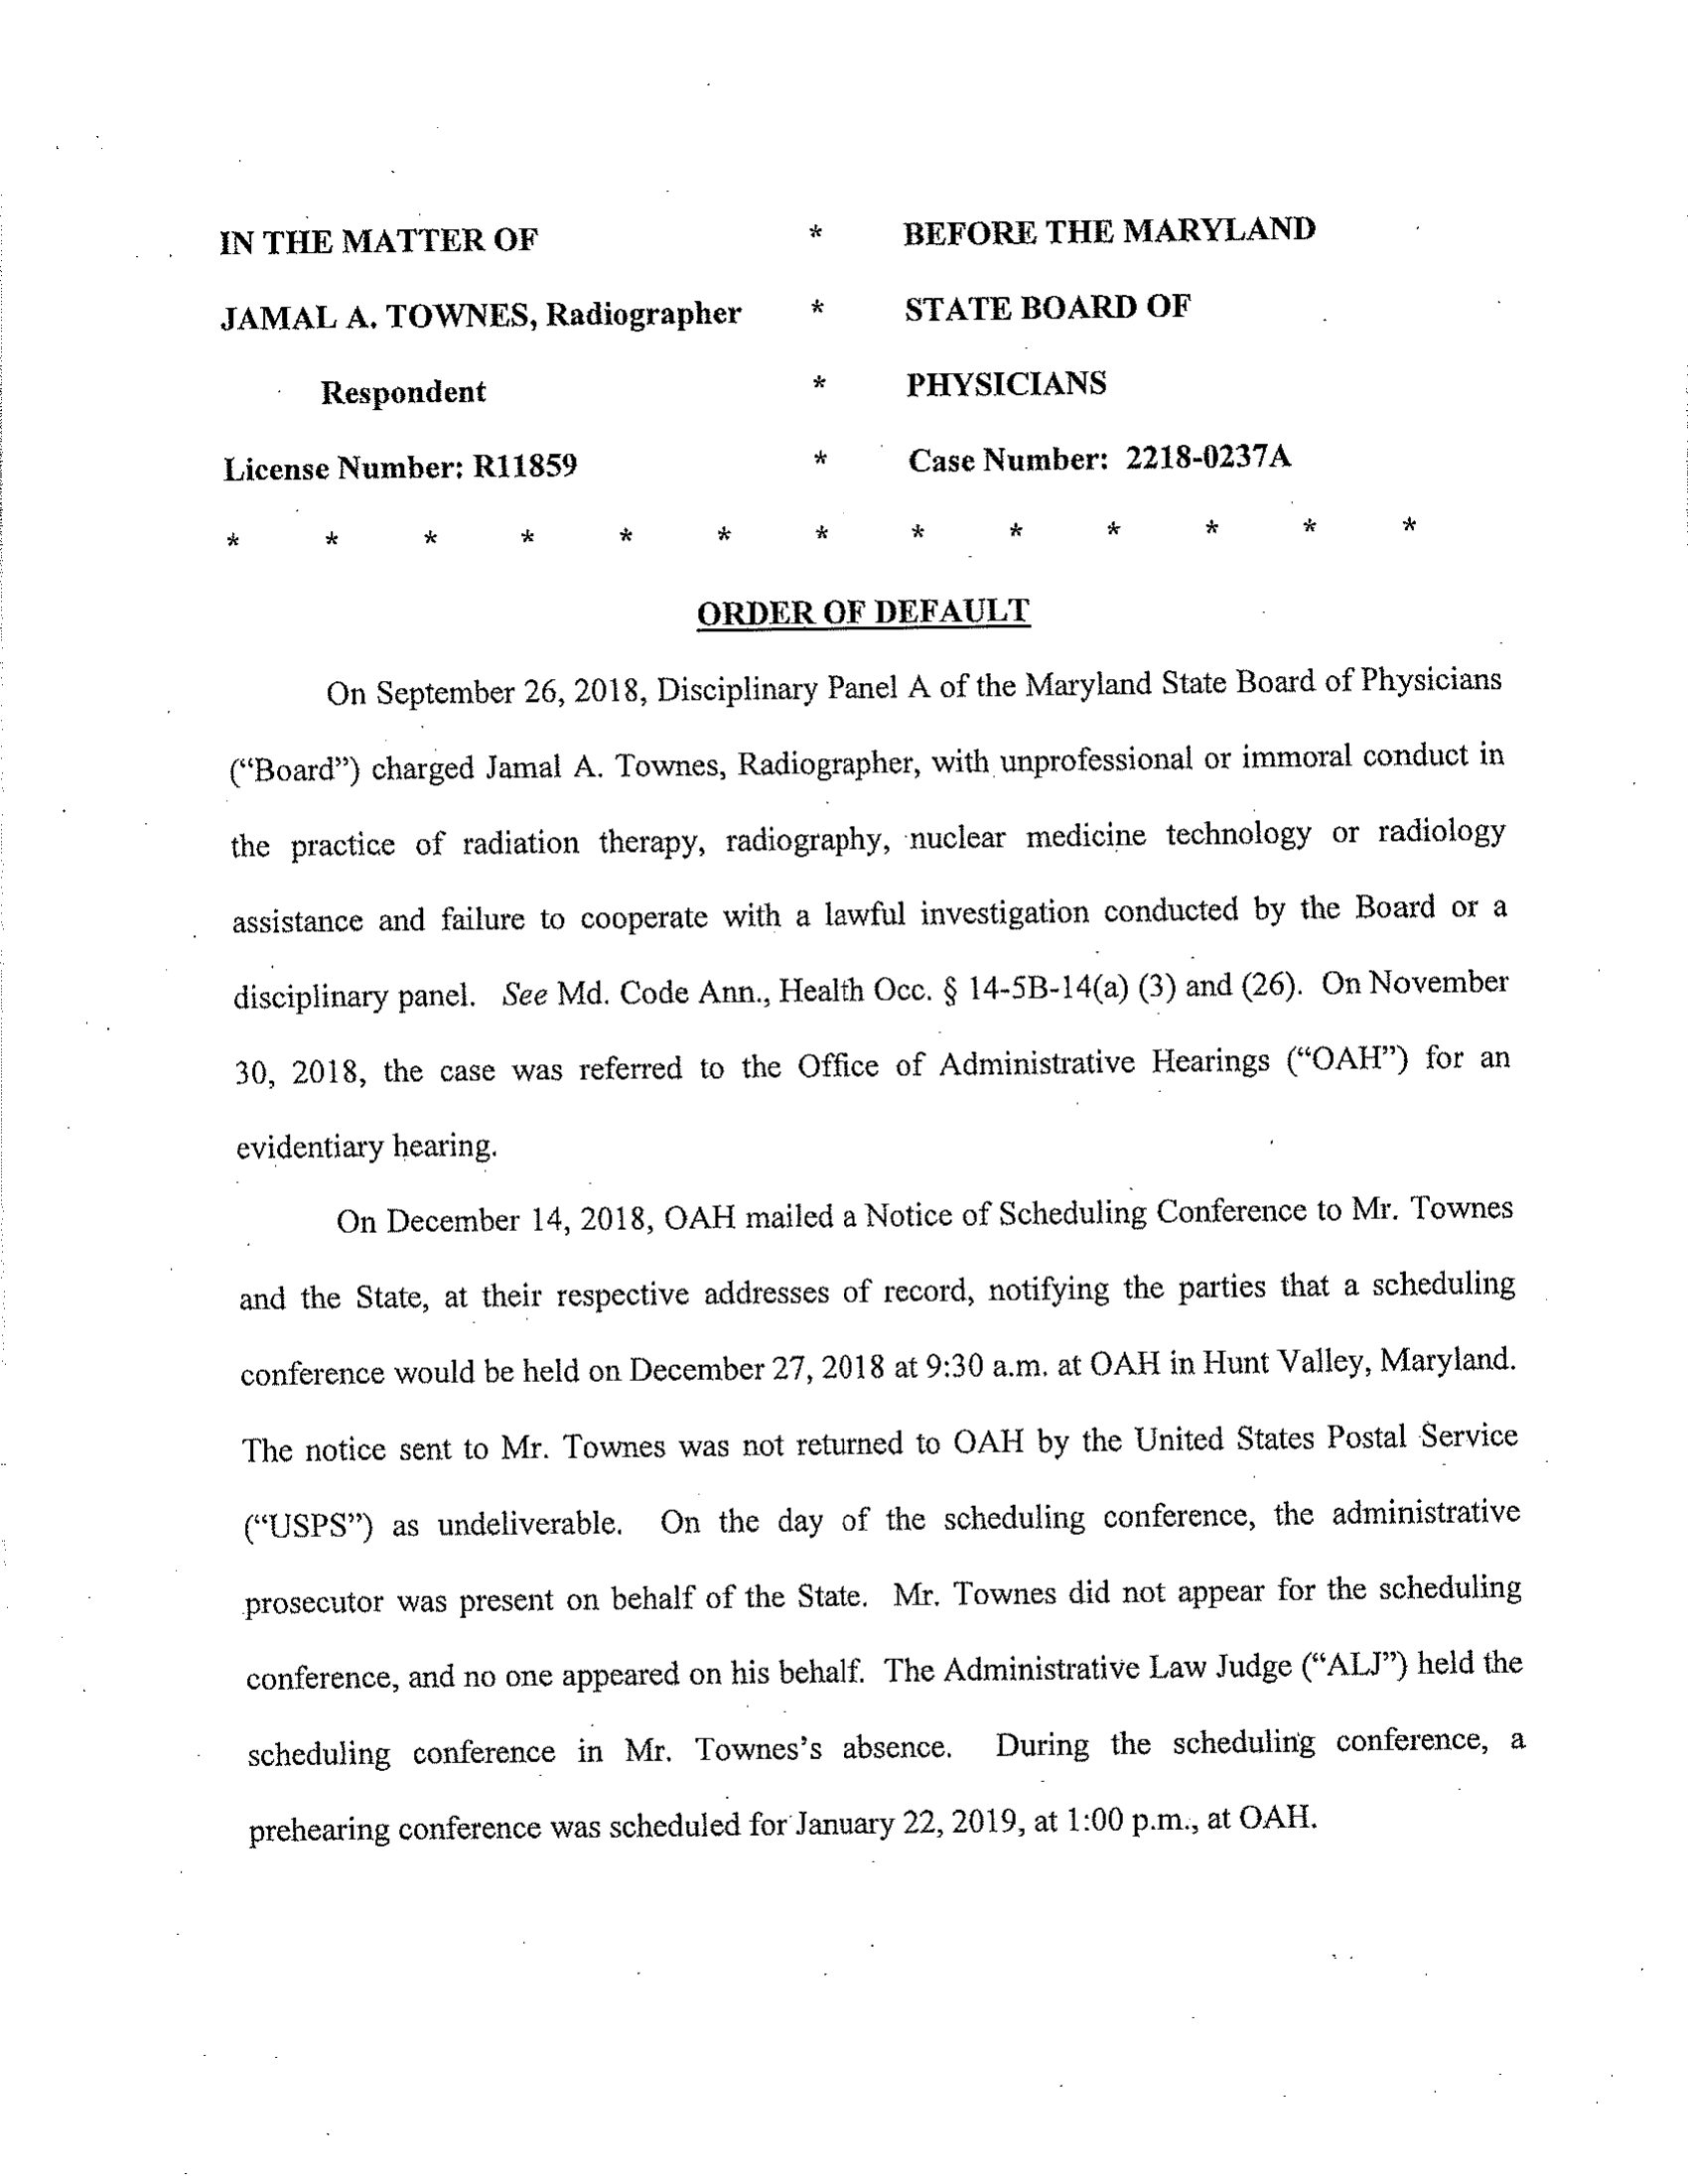 IN THE MATTER OF * BEFORE THE MARYLAND
JAMAL A. TOWNES, Radiographer * STATE BOARD OF
Respondent * PHYSICIANS
License Number: R11859 * Case Number: 2218-0237A
* * * * * * * * * * * * *
ORDER OF DEFAULT
On September 26, 2018, Disciplinary Panel A of the Maryland State Board of Physicians
(“Board”) charged Jamal A. Townes, Radiographer, with unprofessional or immoral conduct in
the practice of radiation therapy, radiography, nuclear medicine technology or radiology
assistance and failure to cooperate with a lawful investigation conducted by the Board or a
disciplinary panel. See Md. Code Ann., Health Occ. § 14-5B-14(a) (3) and (26). On November
30, 2018, the case was referred to the Office of Administrative Hearings (“OAH”) for an
evidentiary hearing.
On December 14, 2018, OAH mailed a Notice of Scheduling Conference to Mr. Townes
and the State, at their respective addresses of record, notifying the parties that a scheduling
conference would be held on December 27, 2018 at 9:30 a.m. at OAH in Hunt Valley, Maryland.
The notice sent to Mr. Townes was not returned to OAH by the United States Postal Service
(“USPS”) as undeliverable. On the day of the scheduling conference, the administrative
prosecutor was present on behalf of the State. Mr. Townes did not appear for the scheduling
conference, and no one appeared on his behalf. The Administrative Law Judge (“ALJ”) held the
scheduling conference in Mr. Townes’s absence. During the scheduling conference, a
prehearing conference was scheduled for January 22, 2019, at 1:00 p.m., at OAH.